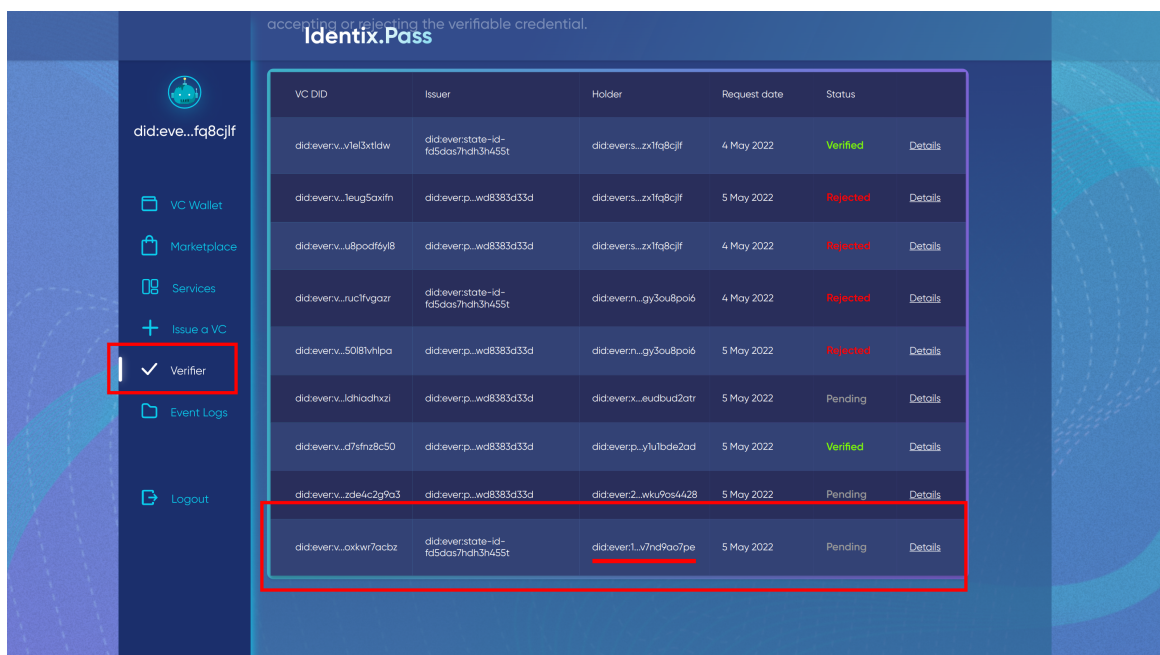 accepting or rejecting the verifiable credential.
Identix.Pass
did:eve...fq8cjlf
VC Wallet
Marketplace
Services
Issue a VC
Verifier
Event Logs
Logout
VC DID Issuer Holder Request date Status
did:ever:v...v1el3xtldw did:ever:state-id-fd5das7hdh3h455t did:ever:s...zx1fq8cjlf 4 May 2022 Verified Details
did:ever:v...1eug5axifn did:ever:p...wd8383d33d did:ever:s...zx1fq8cjlf 5 May 2022 Rejected Details
did:ever:v...u8podf6yl8 did:ever:p...wd8383d33d did:ever:s...zx1fq8cjlf 4 May 2022 Rejected Details
did:ever:v...ruc1fvgazr did:ever:state-id-fd5das7hdh3h455t did:ever:n...gy3ou8poi6 4 May 2022 Rejected Details
did:ever:v...50l81vhlpa did:ever:p...wd8383d33d did:ever:n...gy3ou8poi6 5 May 2022 Rejected Details
did:ever:v...ldhiadhxzi did:ever:p...wd8383d33d did:ever:x...eudbud2atr 5 May 2022 Pending Details
did:ever:v...d7sfnz8c50 did:ever:p...wd8383d33d did:ever:p...y1u1bde2ad 5 May 2022 Verified Details
did:ever:v...zde4c2g9a3 did:ever:p...wd8383d33d did:ever:2...wku9os4428 5 May 2022 Pending Details
did:ever:v...oxkwr7acbz did:ever:state-id-fd5das7hdh3h455t did:ever:1...v7nd9ao7pe 5 May 2022 Pending Details